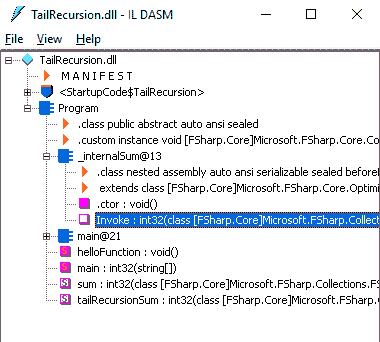 TailRecursion.dll - IL DASM
File View Help
TailRecursion.dll
M A N I F E S T
<StartupCode$TailRecursion>
Program
.class public abstract auto ansi sealed
.custom instance void [FSharp.Core]Microsoft.FSharp.Core.Co
_internalSum@13
.class nested assembly auto ansi serializable sealed beforef
extends class [FSharp.Core]Microsoft.FSharp.Core.Optimi
.ctor : void()
Invoke : int32(class [FSharp.Core]Microsoft.FSharp.Collect
main@21
helloFunction : void()
main : int32(string[])
sum : int32(class [FSharp.Core]Microsoft.FSharp.Collections.FS
tailRecursionSum : int32(class [FSharp.Core]Microsoft.FSharp.C